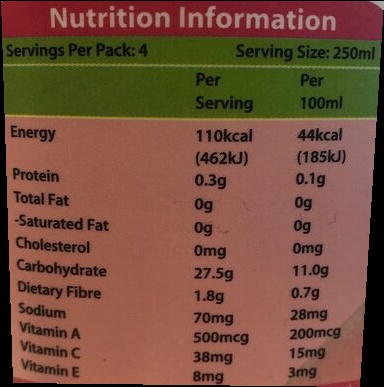 Nutrition Information
Servings Per Pack: 4 Serving Size: 250ml
Per Per
Serving 100ml
Energy 110kcal 44kcal
(462kJ) (185kJ)
Protein 0.3g 0.1g
Total Fat 0g 0g
-Saturated Fat 0g 0g
Cholesterol 0mg 0mg
Carbohydrate 27.5g 11.0g
Dietary Fibre 1.8g 0.7g
Sodium 70mg 28mg
Vitamin A 500mcg 200mcg
Vitamin C 38mg 15mg
Vitamin E 8mg 3mg